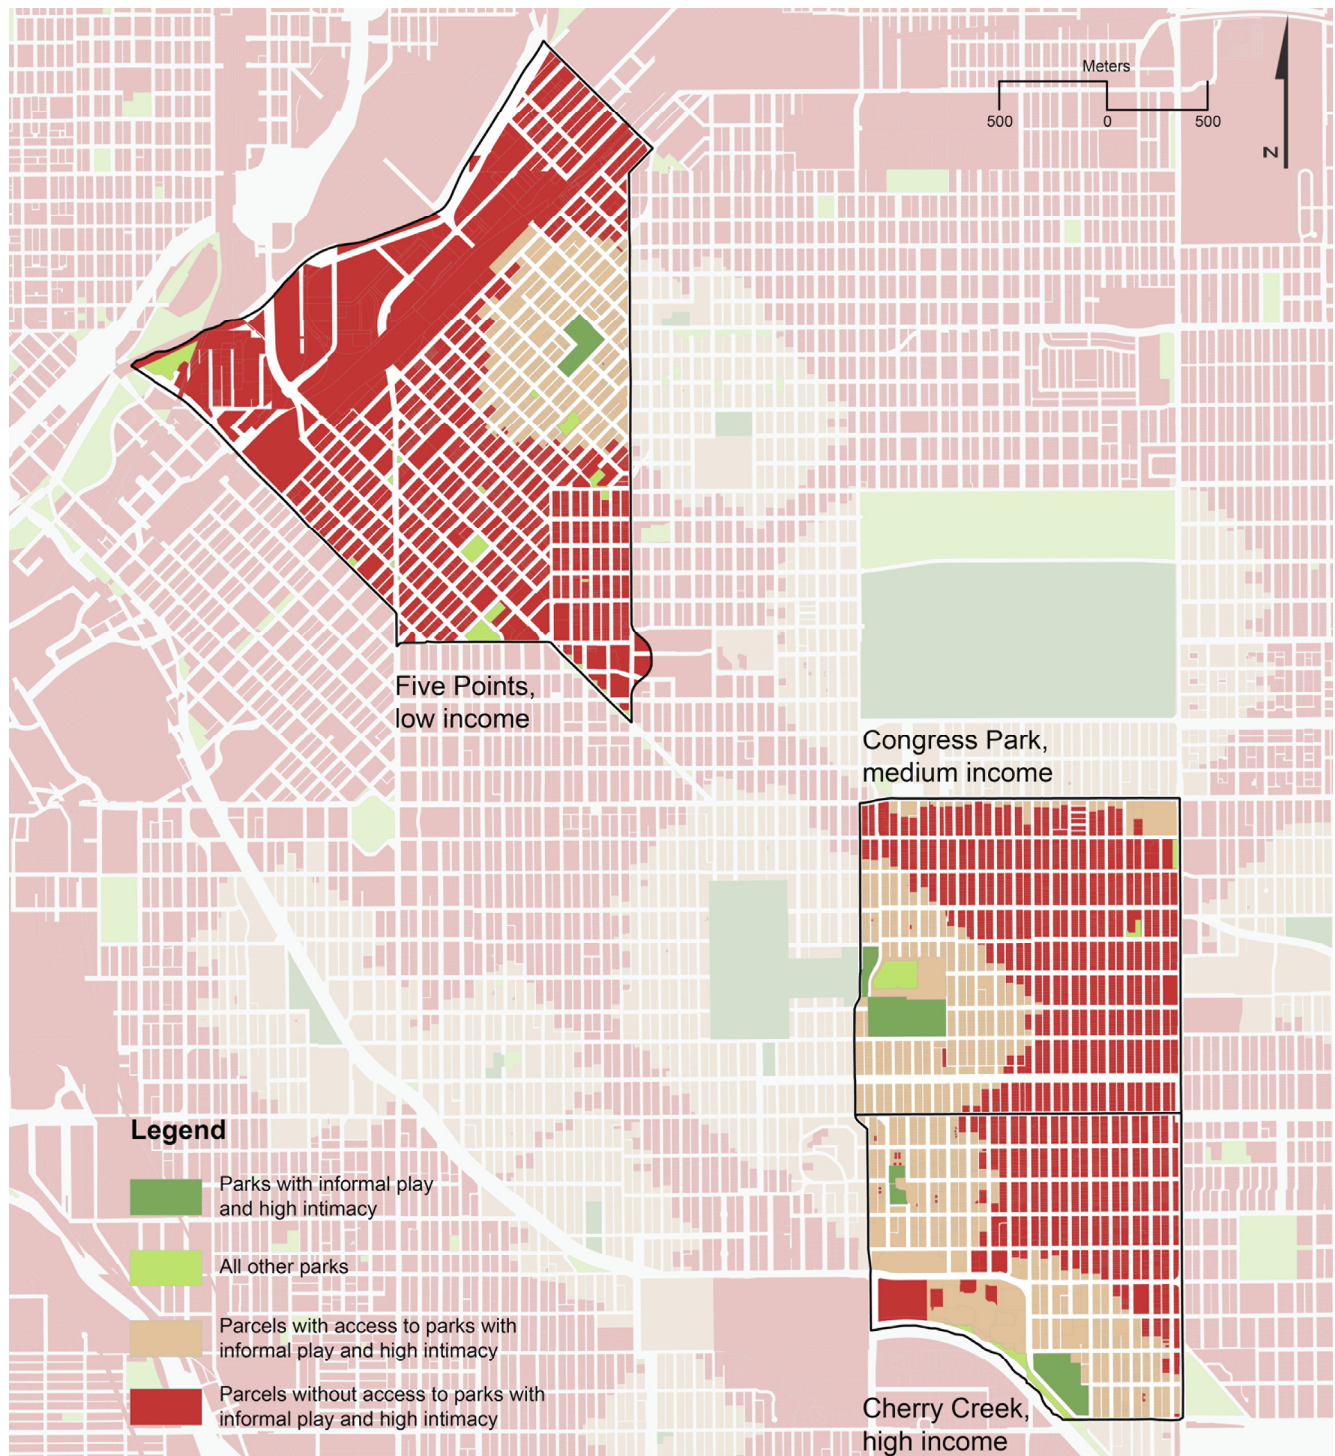 Meters
500
0
500
N
Five Points,
low income
Congress Park,
medium income
Legend
Parks with informal play
and high intimacy
All other parks
Parcels with access to parks with
informal play and high intimacy
Parcels without access to parks with
informal play and high intimacy
Cherry Creek,
high income